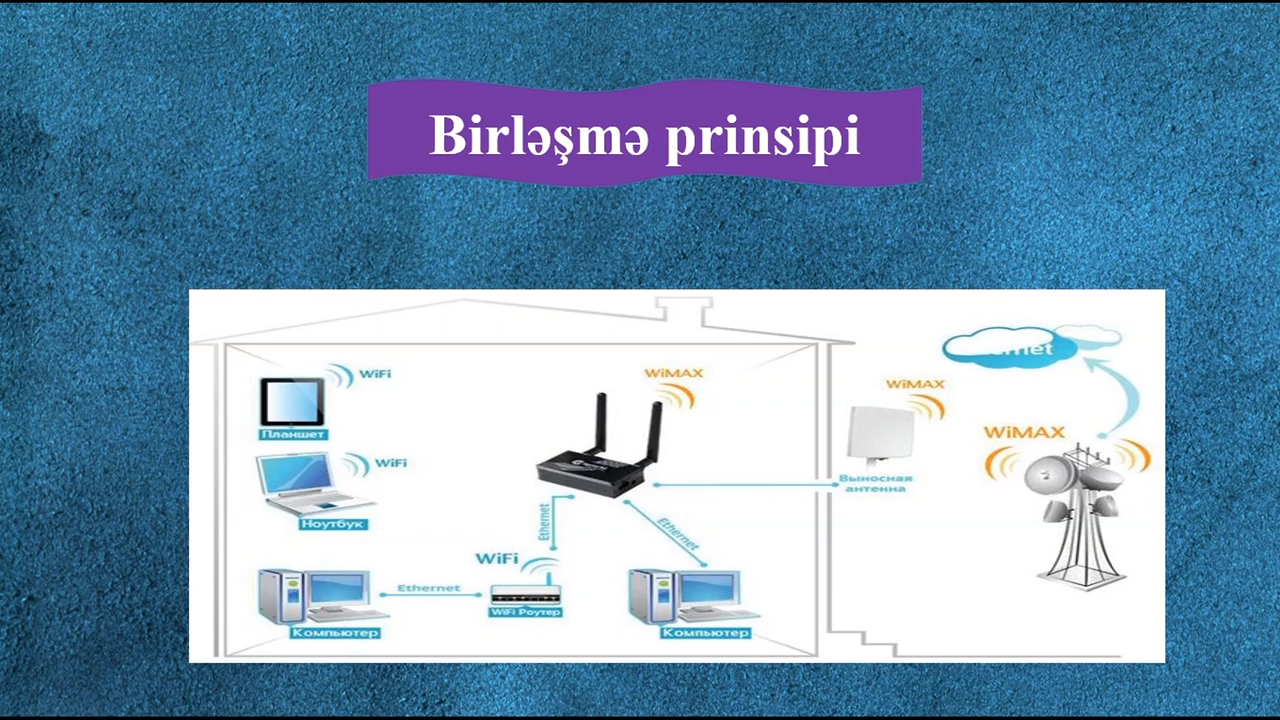 Birləşmə prinsipi
WiFi
Планшет
WiFi
Ноутбук
WiMAX
WiMAX
WiMAX
Выносная
антенна
Ethernet
Ethernet
WiFi
Ethernet
WiFi Роутер
Компьютер
Компьютер